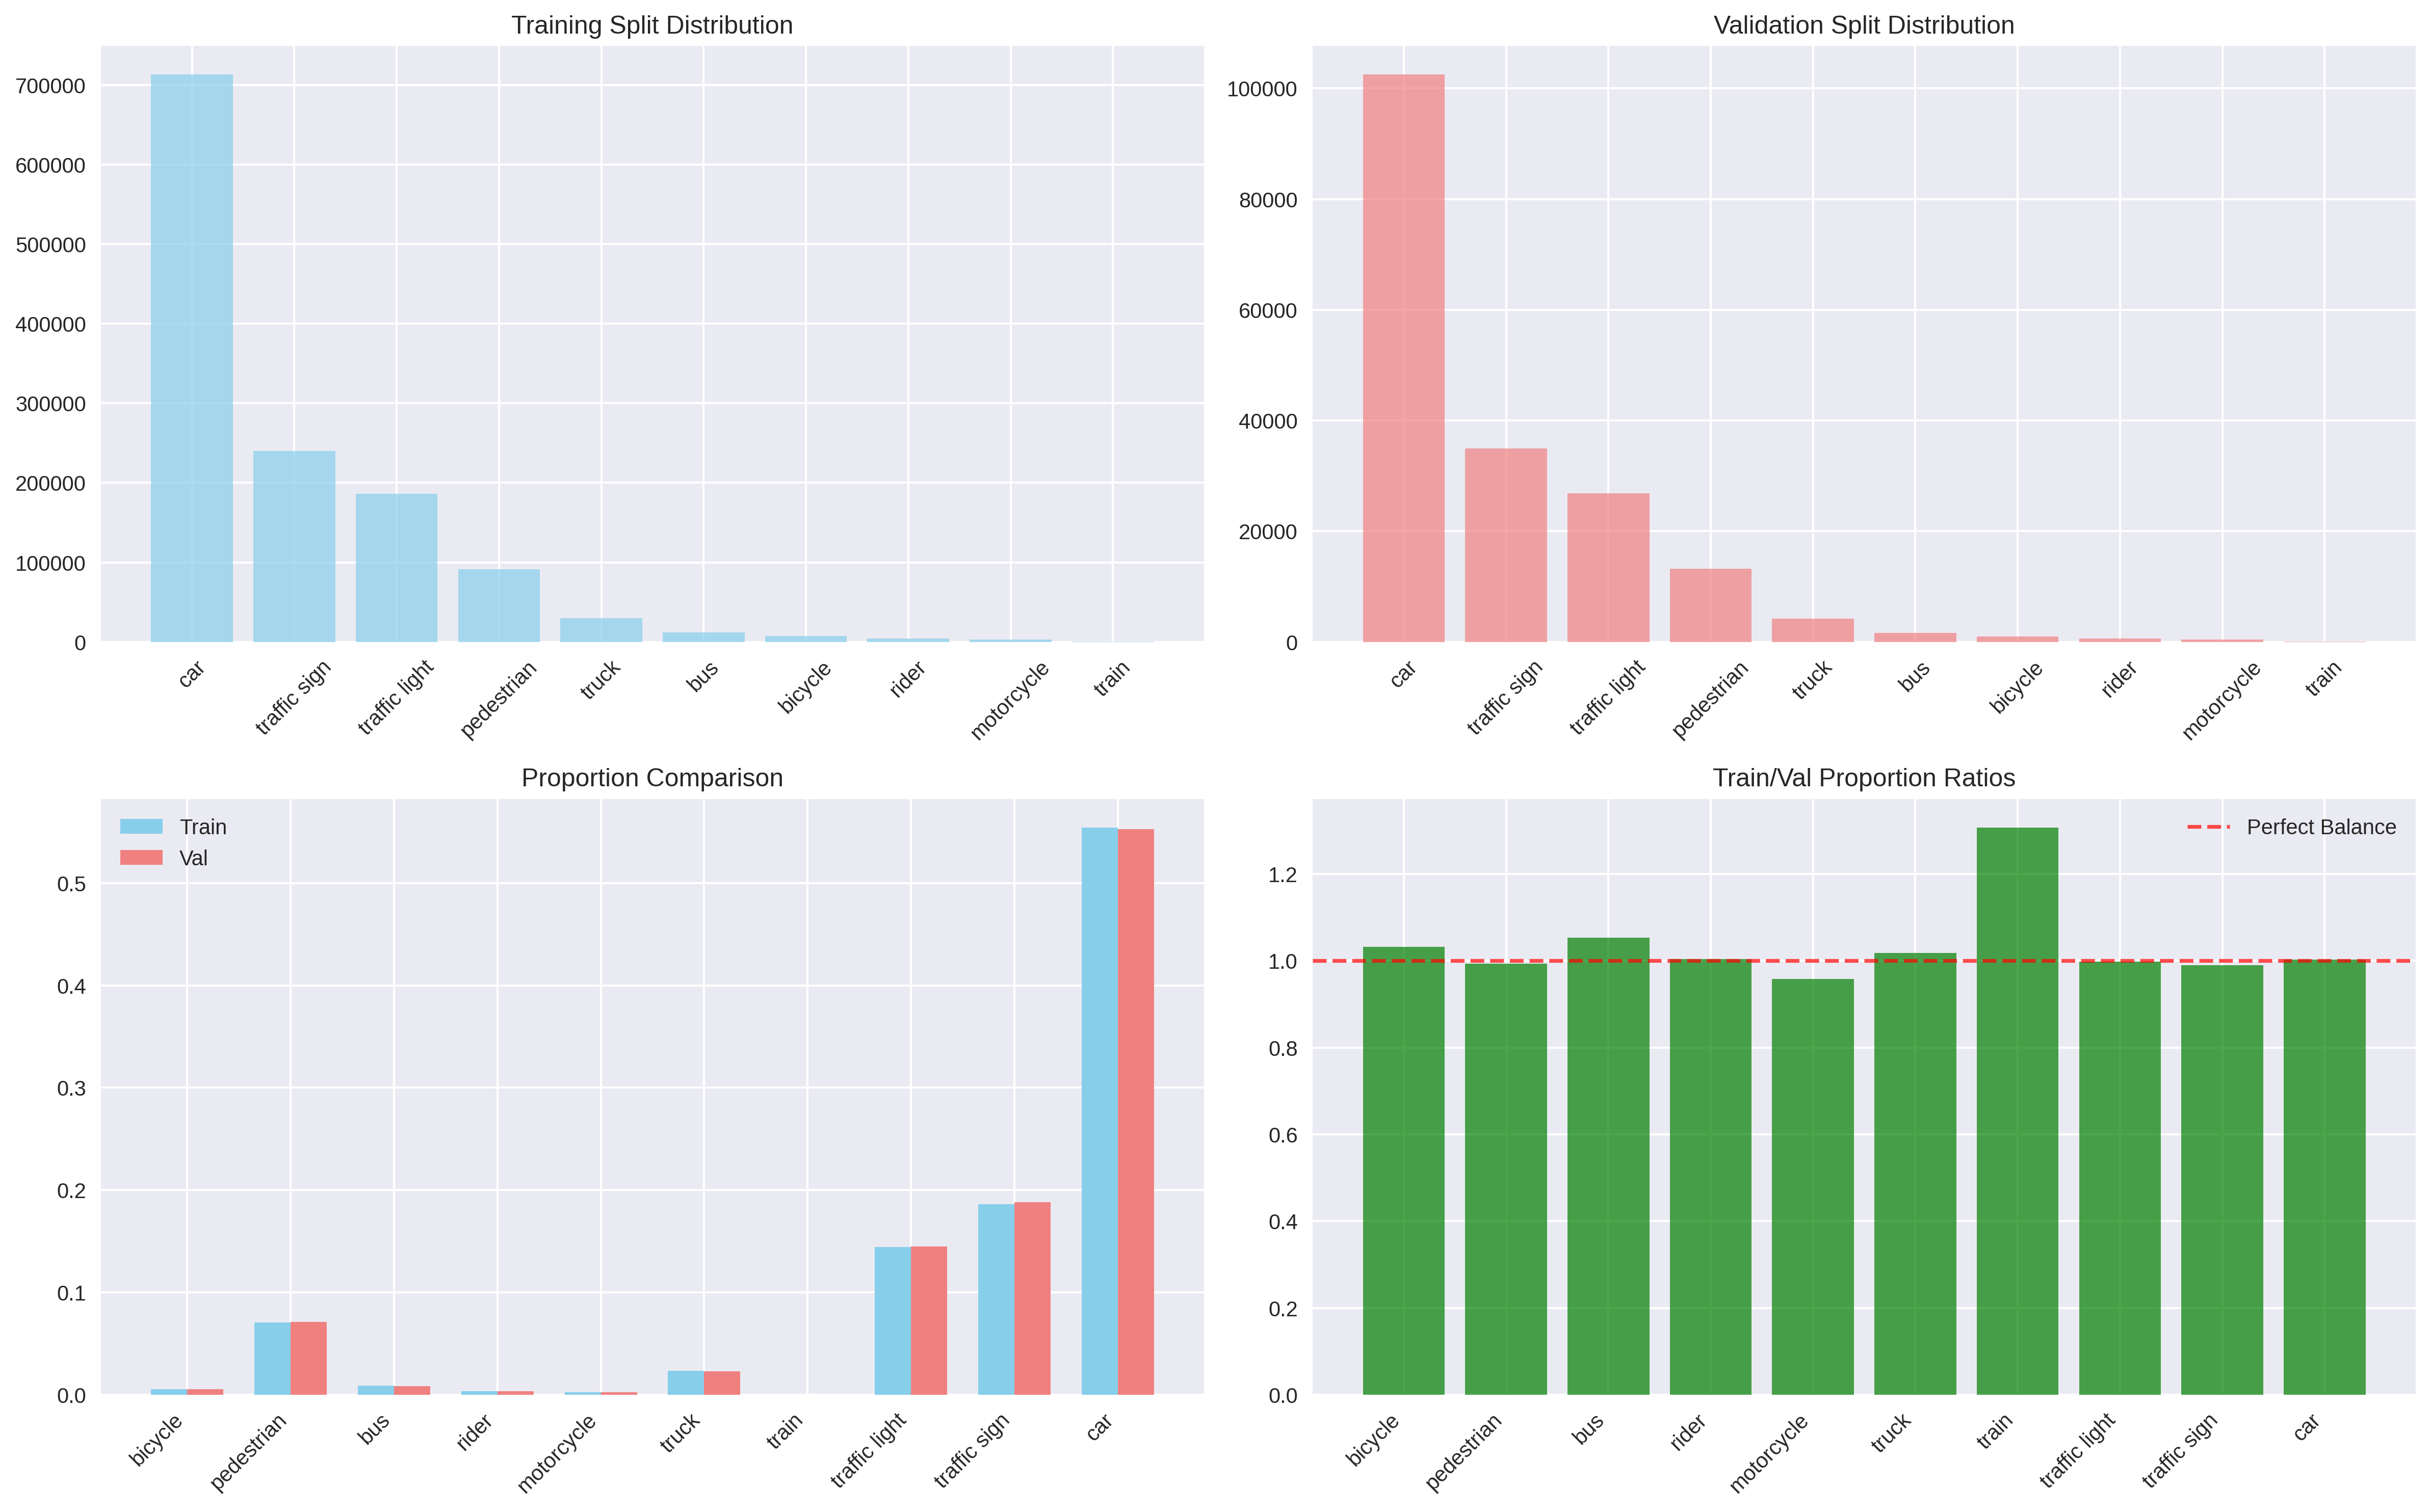 Training Split Distribution
700000
600000
500000
400000
300000
200000
100000
0
car
traffic sign
traffic light
pedestrian
truck
bus
bicycle
rider
motorcycle
train
Validation Split Distribution
100000
80000
60000
40000
20000
0
car
traffic sign
traffic light
pedestrian
truck
bus
bicycle
rider
motorcycle
train
Proportion Comparison
Train
Val
0.5
0.4
0.3
0.2
0.1
0.0
bicycle
pedestrian
bus
rider
motorcycle
truck
train
traffic light
traffic sign
car
Train/Val Proportion Ratios
Perfect Balance
1.2
1.0
0.8
0.6
0.4
0.2
0.0
bicycle
pedestrian
bus
rider
motorcycle
truck
train
traffic light
traffic sign
car